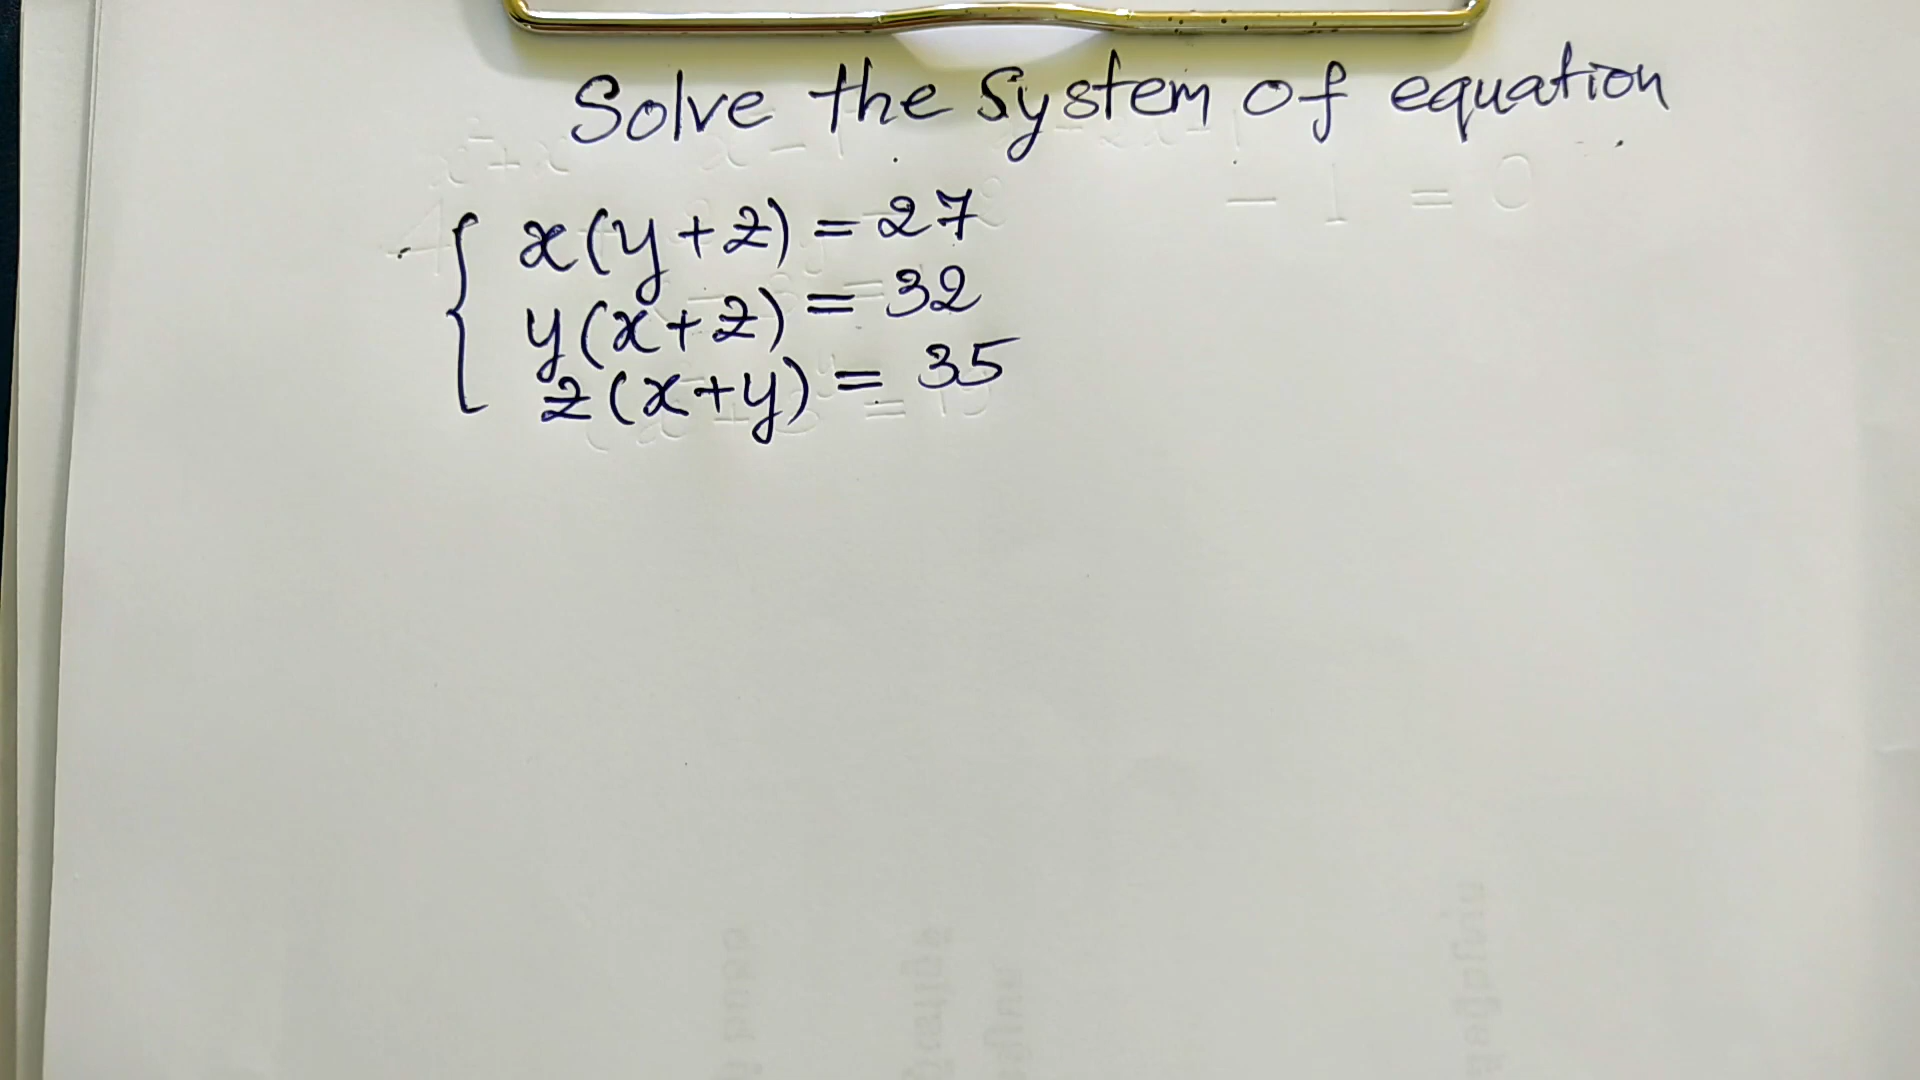 Solve the System of equation
x(y+z) = 27
y(x+z) = 32
z(x+y) = 35